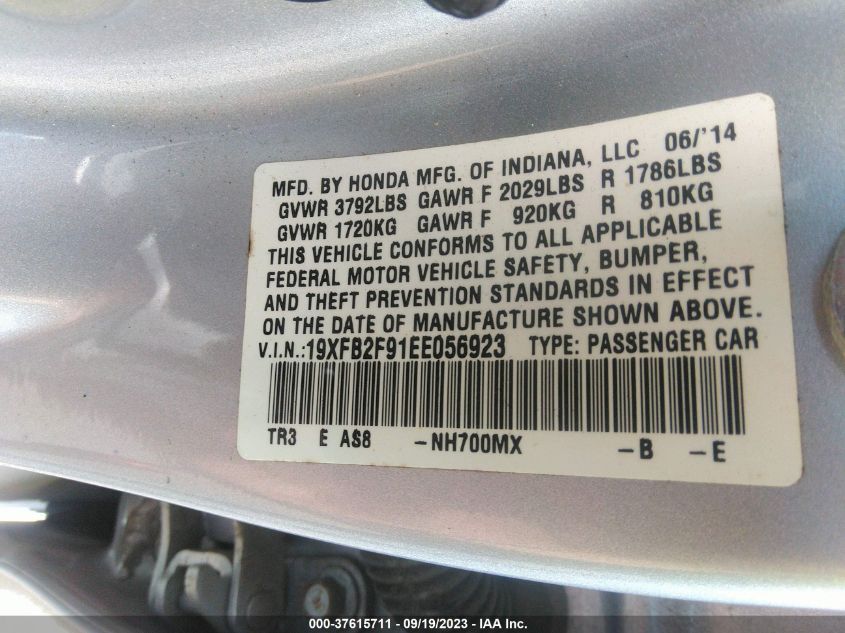 MFD. BY HONDA MFG. OF INDIANA, LLC 06/'14
GVWR 3792LBS GAWR F 2029LBS R 1786LBS
GVWR 1720KG GAWR F 920KG R 810KG
THIS VEHICLE CONFORMS TO ALL APPLICABLE
FEDERAL MOTOR VEHICLE SAFETY, BUMPER,
AND THEFT PREVENTION STANDARDS IN EFFECT
ON THE DATE OF MANUFACTURE SHOWN ABOVE.
V.I.N.:19XFB2F91EE056923 TYPE: PASSENGER CAR
TR3 E AS8 -NH700MX -B -E
000-37615711 - 09/19/2023 - IAA Inc.